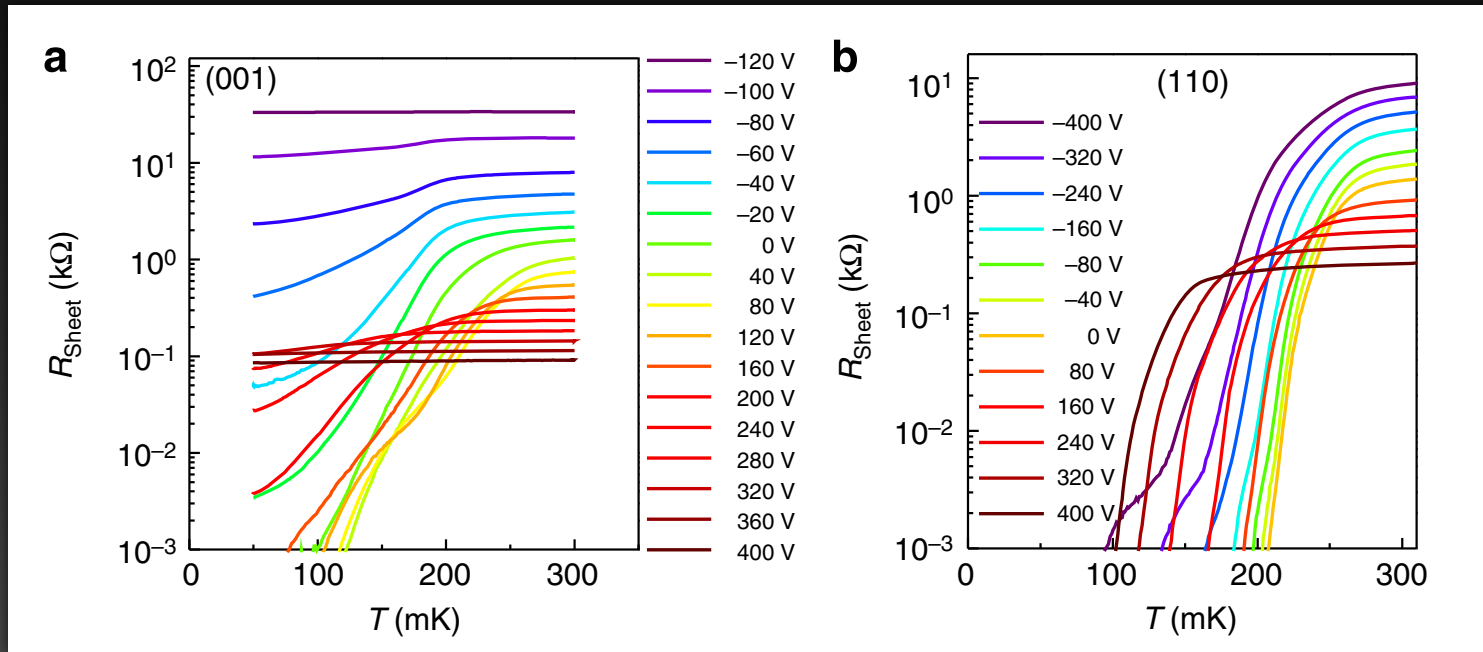 a
(001)
10²
10¹
10⁰
10⁻¹
10⁻²
10⁻³
R_Sheet (kΩ)
0
100
200
300
T (mK)
–120 V
–100 V
–80 V
–60 V
–40 V
–20 V
0 V
40 V
80 V
120 V
160 V
200 V
240 V
280 V
320 V
360 V
400 V
b
(110)
10¹
10⁰
10⁻¹
10⁻²
10⁻³
R_Sheet (kΩ)
–400 V
–320 V
–240 V
–160 V
–80 V
–40 V
0 V
80 V
160 V
240 V
320 V
400 V
0
100
200
300
T (mK)